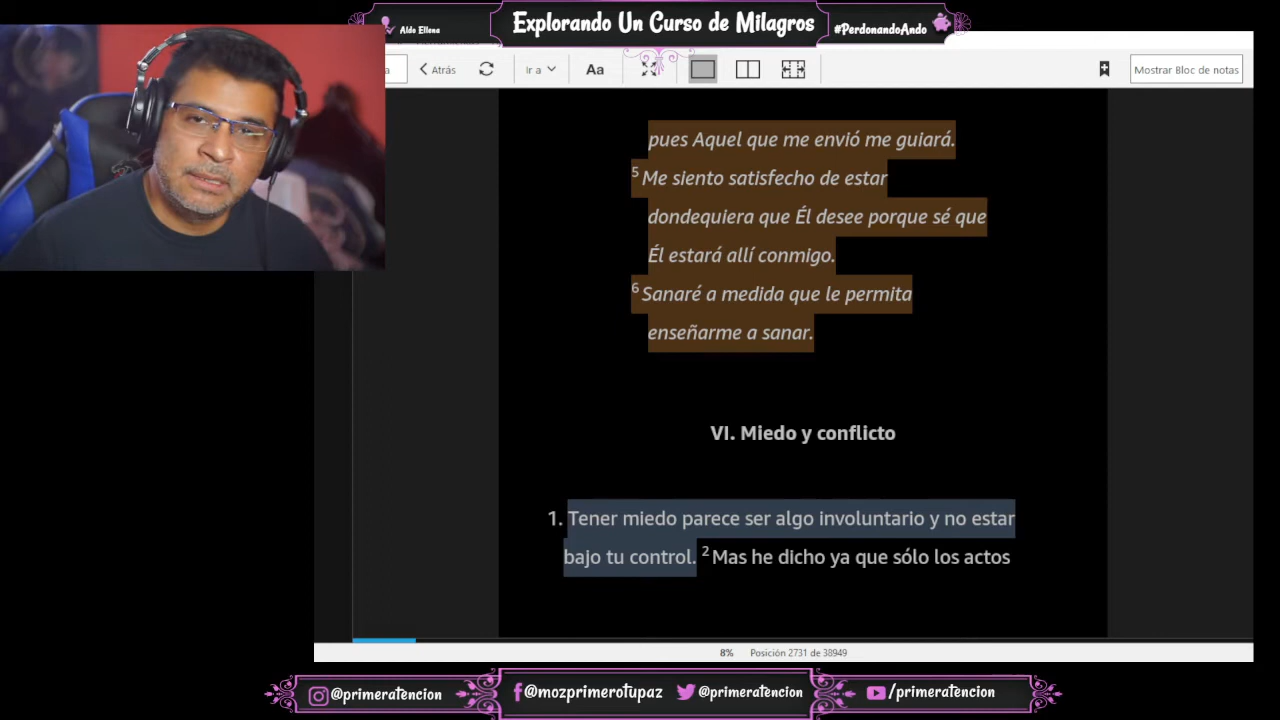 Aldo Ellena
Explorando Un Curso de Milagros
#PerdonandoAndo
a
Atrás
Ir a
Aa
Mostrar Bloc de notas
pues Aquel que me envió me guiará.
5 Me siento satisfecho de estar
dondequiera que Él desee porque sé que
Él estará allí conmigo.
6 Sanaré a medida que le permita
enseñarme a sanar.
VI. Miedo y conflicto
1. Tener miedo parece ser algo involuntario y no estar
bajo tu control. 2 Mas he dicho ya que sólo los actos
8% Posición 2731 de 38949
@primeratencion
f@mozprimerotupaz
@primeratencion
/primeratencion